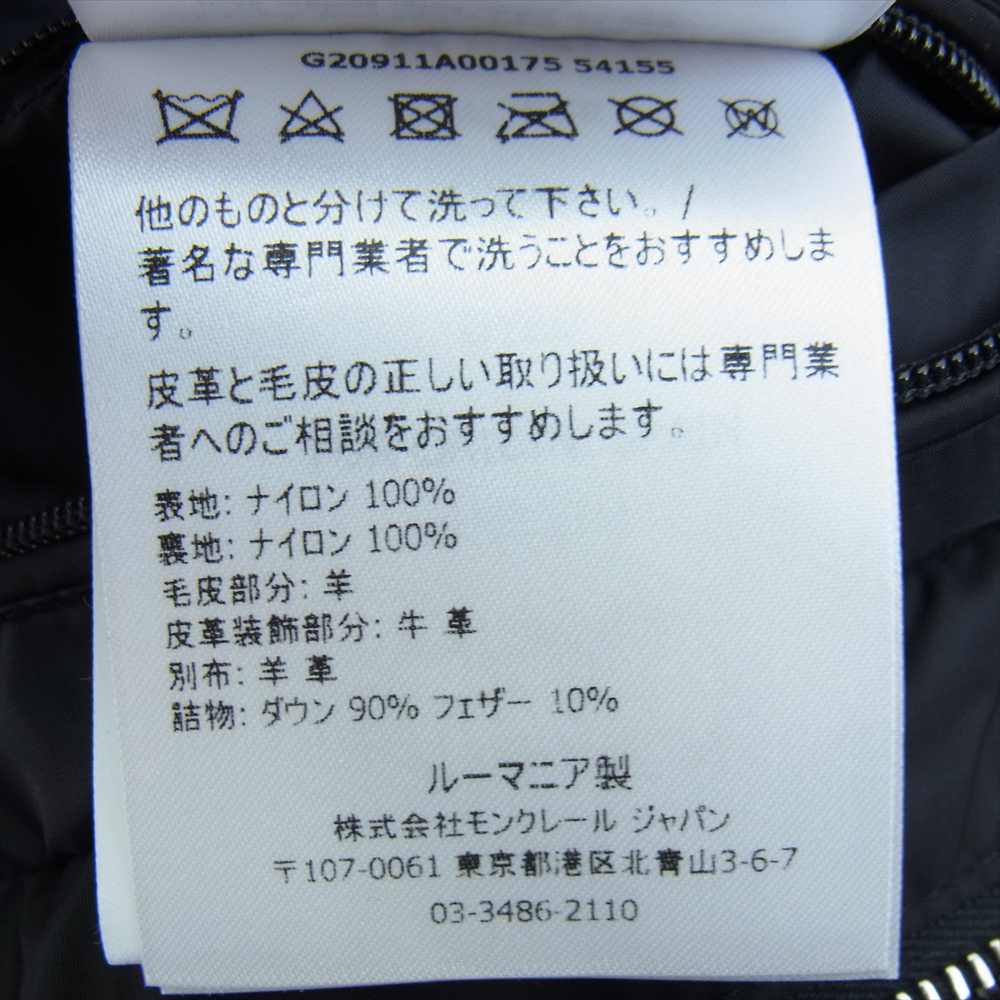 G20911A00175 54155
他のものと分けて洗って下さい。/
著名な専門業者で洗うことをおすすめしま
す。
皮革と毛皮の正しい取り扱いには専門業
者へのご相談をおすすめします。
表地: ナイロン 100%
裏地: ナイロン 100%
毛皮部分: 羊
皮革装飾部分: 牛 革
別布: 羊 革
詰物: ダウン 90% フェザー 10%
ルーマニア製
株式会社モンクレール ジャパン
〒107-0061 東京都港区北青山3-6-7
03-3486-2110